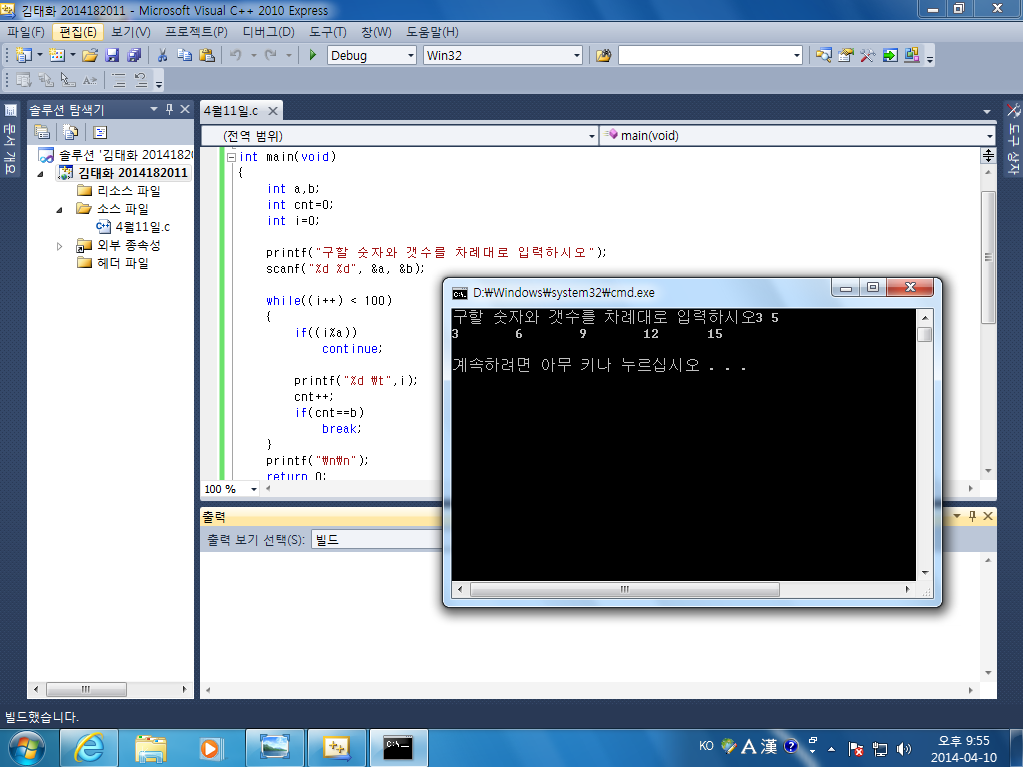 김태화 2014182011 - Microsoft Visual C++ 2010 Express
파일(F) 편집(E) 보기(V) 프로젝트(P) 디버그(D) 도구(T) 창(W) 도움말(H)
Debug Win32
문서 개요
솔루션 탐색기
솔루션 '김태화 20141820
김태화 2014182011
리소스 파일
소스 파일
4월11일.c
외부 종속성
헤더 파일
4월11일.c
(전역 범위) main(void)
int main(void)
{
int a,b;
int cnt=0;
int i=0;
printf("구할 숫자와 갯수를 차례대로 입력하시오");
scanf("%d %d", &a, &b);
while((i++) < 100)
{
if((i%a))
continue;
printf("%d ₩t",i);
cnt++;
if(cnt==b)
break;
}
printf("₩n₩n");
return 0;
100 %
D:₩Windows₩system32₩cmd.exe
C:\.
구할 숫자와 갯수를 차례대로 입력하시오3 5
3 6 9 12 15
계속하려면 아무 키나 누르십시오 . . .
출력
출력 보기 선택(S): 빌드
도구 상자
빌드했습니다.
C:\_
KO A 漢 ?
오후 9:55
2014-04-10